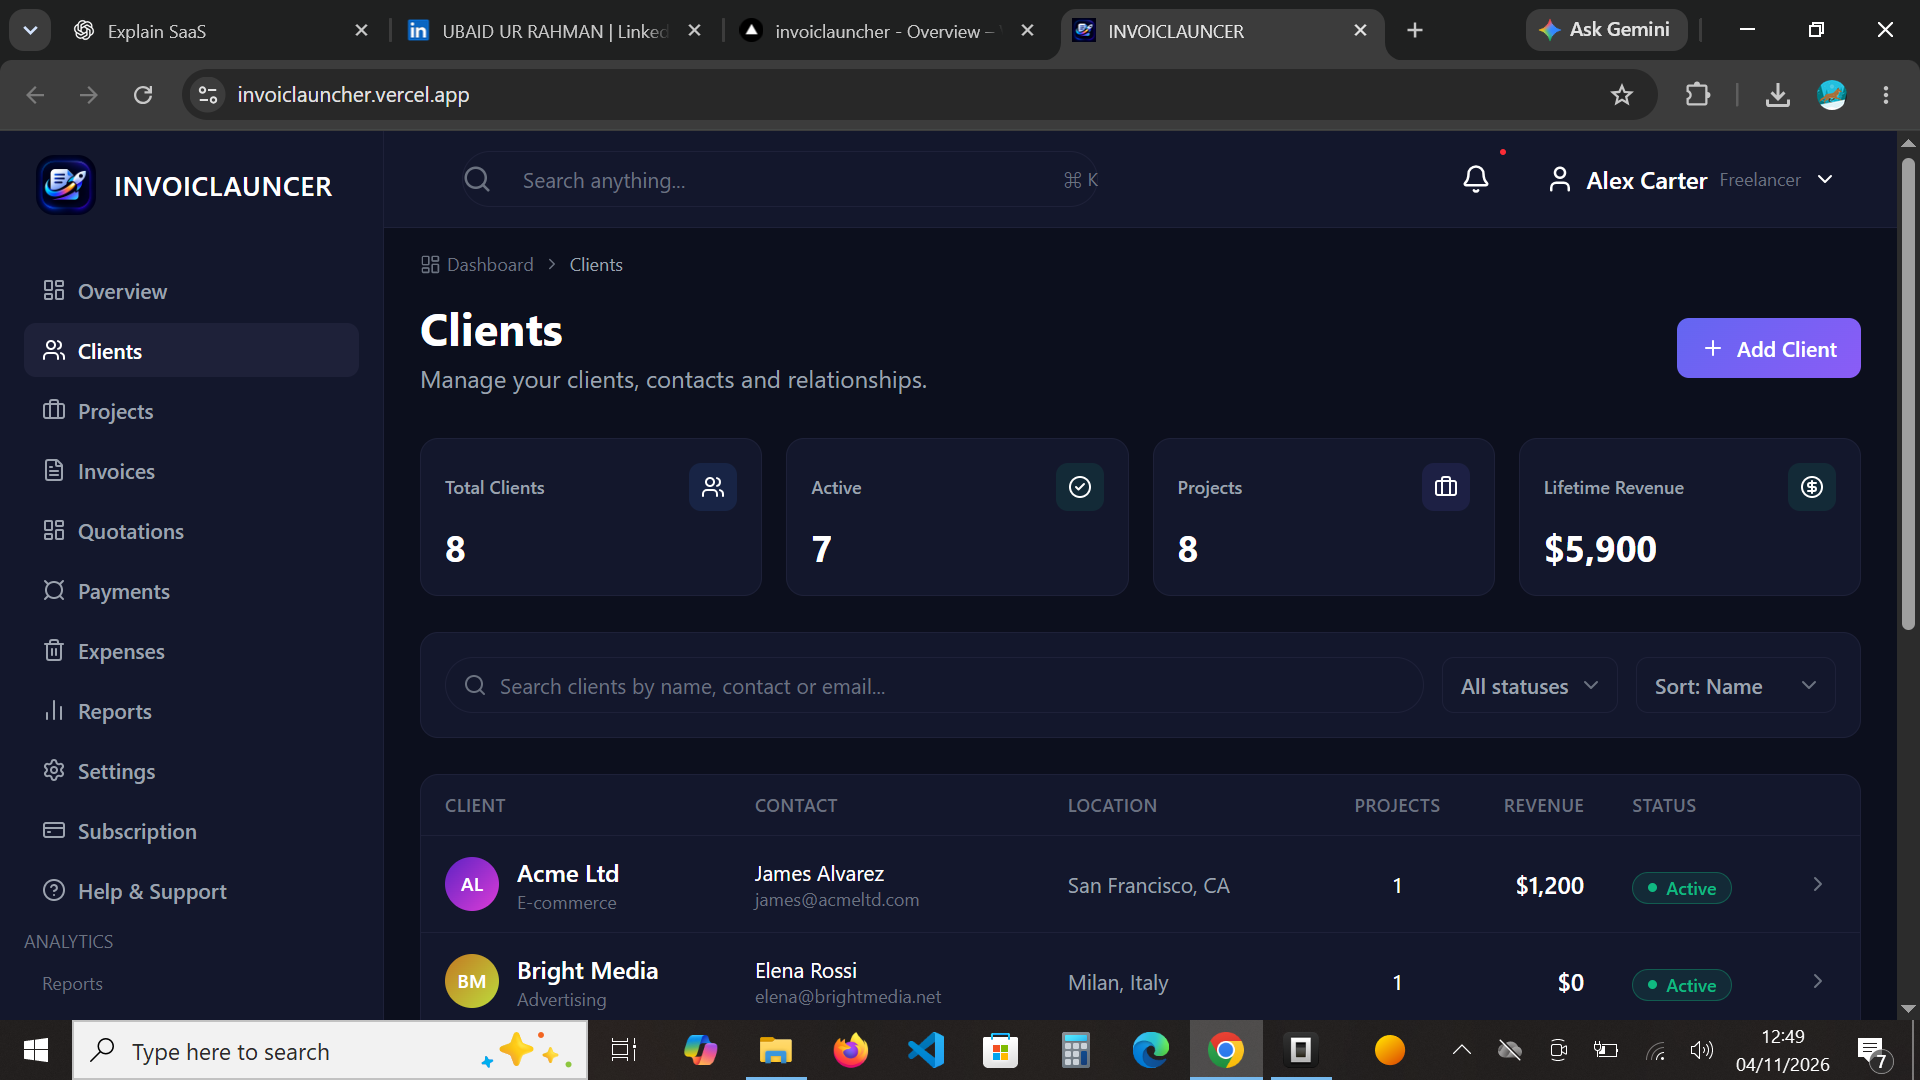 Explain SaaS
UBAID UR RAHMAN | Linked
invoiclauncher - Overview –
INVOICLAUNCER
Ask Gemini
invoiclauncher.vercel.app
INVOICLAUNCER
Search anything...
⌘ K
Alex Carter
Freelancer
Overview
Clients
Projects
Invoices
Quotations
Payments
Expenses
Reports
Settings
Subscription
Help & Support
ANALYTICS
Reports
Dashboard > Clients
Clients
Manage your clients, contacts and relationships.
+ Add Client
Total Clients
8
Active
7
Projects
8
Lifetime Revenue
$5,900
Search clients by name, contact or email...
All statuses
Sort: Name
CLIENT CONTACT LOCATION PROJECTS REVENUE STATUS
AL Acme Ltd James Alvarez San Francisco, CA 1 $1,200 Active
E-commerce james@acmeltd.com
BM Bright Media Elena Rossi Milan, Italy 1 $0 Active
Advertising elena@brightmedia.net
Type here to search
12:49
04/11/2026
7